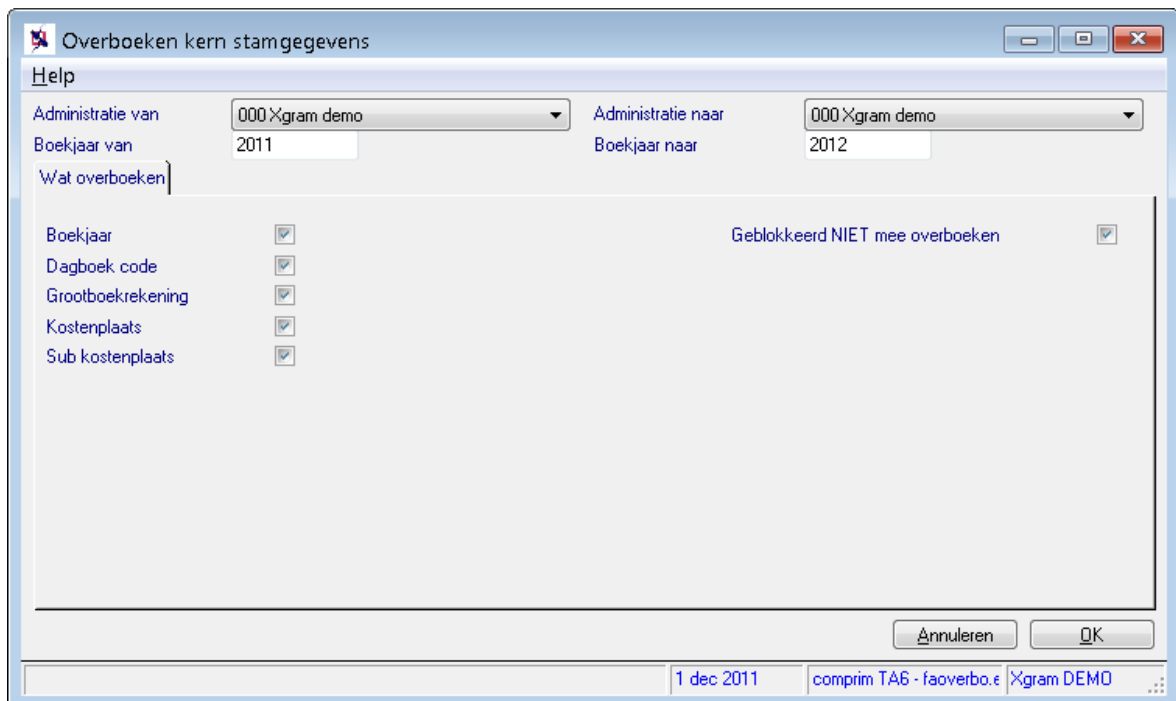 Overboeken kern stamgegevens
Help
Administratie van 000 Xgram demo Administratie naar 000 Xgram demo
Boekjaar van 2011 Boekjaar naar 2012
Wat overboeken
Boekjaar Geblokkeerd NIET mee overboeken
Dagboek code
Grootboekrekening
Kostenplaats
Sub kostenplaats
Annuleren OK
1 dec 2011 comprim TA6 - faoverbo.e Xgram DEMO